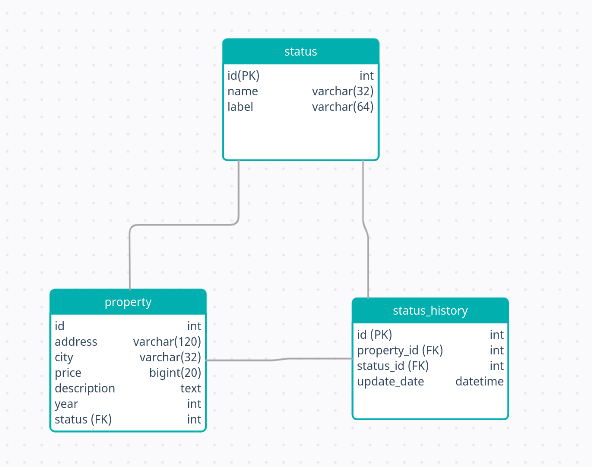 status
id(PK) int
name varchar(32)
label varchar(64)
property
id int
address varchar(120)
city varchar(32)
price bigint(20)
description text
year int
status (FK) int
status_history
id (PK) int
property_id (FK) int
status_id (FK) int
update_date datetime